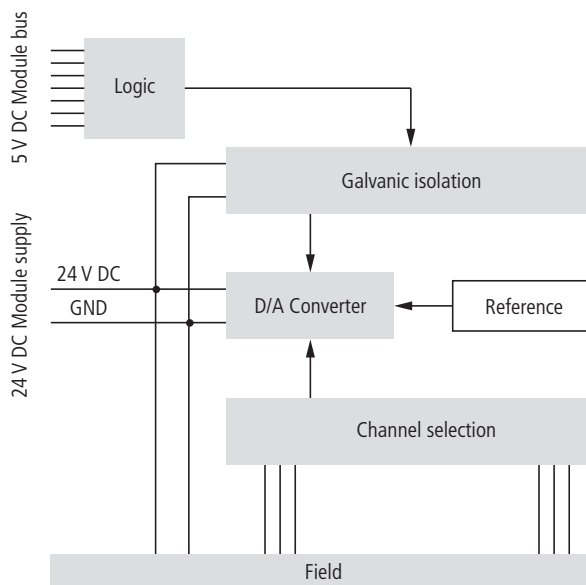 5 V DC Module bus
Logic
Galvanic isolation
24 V DC Module supply
24 V DC
GND
D/A Converter
Reference
Channel selection
Field